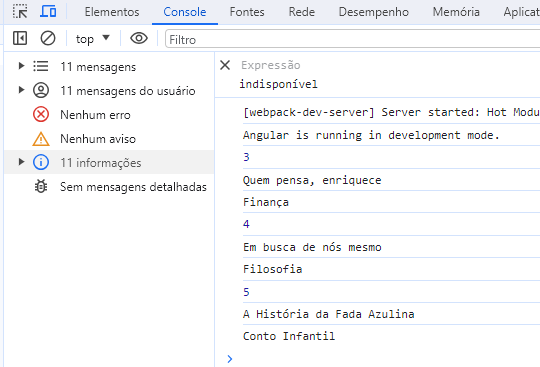 Elementos Console Fontes Rede Desempenho Memória Aplicat
top Filtro
11 mensagens
11 mensagens do usuário
Nenhum erro
Nenhum aviso
11 informações
Sem mensagens detalhadas
Expressão
indisponível
[webpack-dev-server] Server started: Hot Modu
Angular is running in development mode.
3
Quem pensa, enriquece
Finança
4
Em busca de nós mesmo
Filosofia
5
A História da Fada Azulina
Conto Infantil